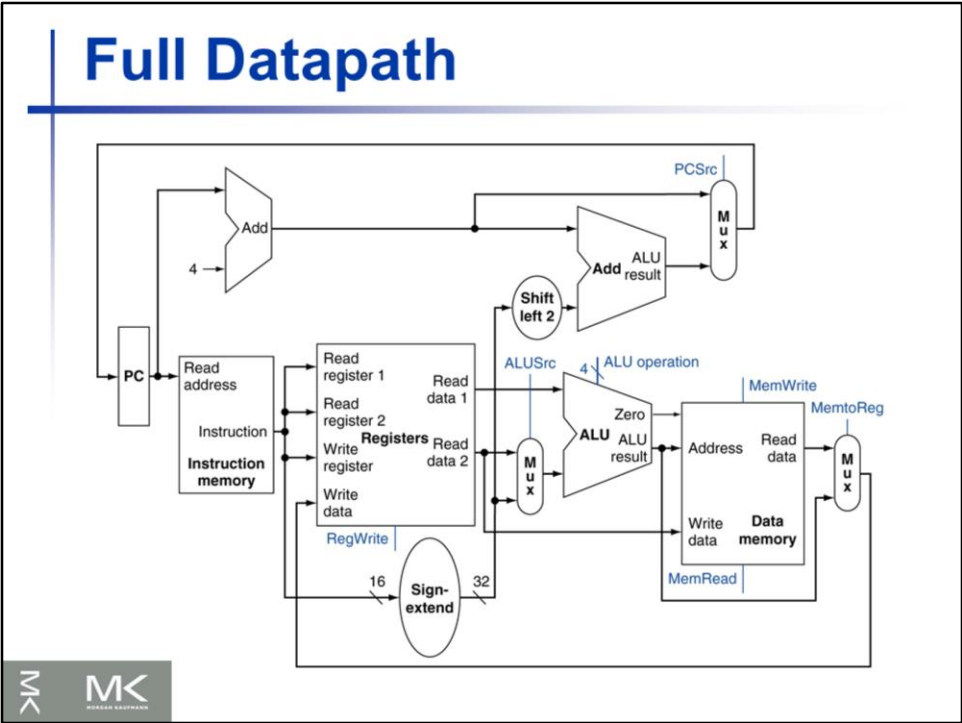 Full Datapath
PCSrc
Add
4
M
u
x
Add
ALU
result
Shift
left 2
PC
Read
address
Instruction
Instruction
memory
Read
register 1
Read
register 2
Write
register
Write
data
Registers
Read
data 1
Read
data 2
RegWrite
16
Sign-
extend
32
ALUSrc
M
u
x
4
ALU operation
Zero
ALU
ALU
result
MemWrite
Address
Read
data
Write
data
Data
memory
MemRead
MemtoReg
M
u
x
MK
MK
MORGAN KAUFMANN